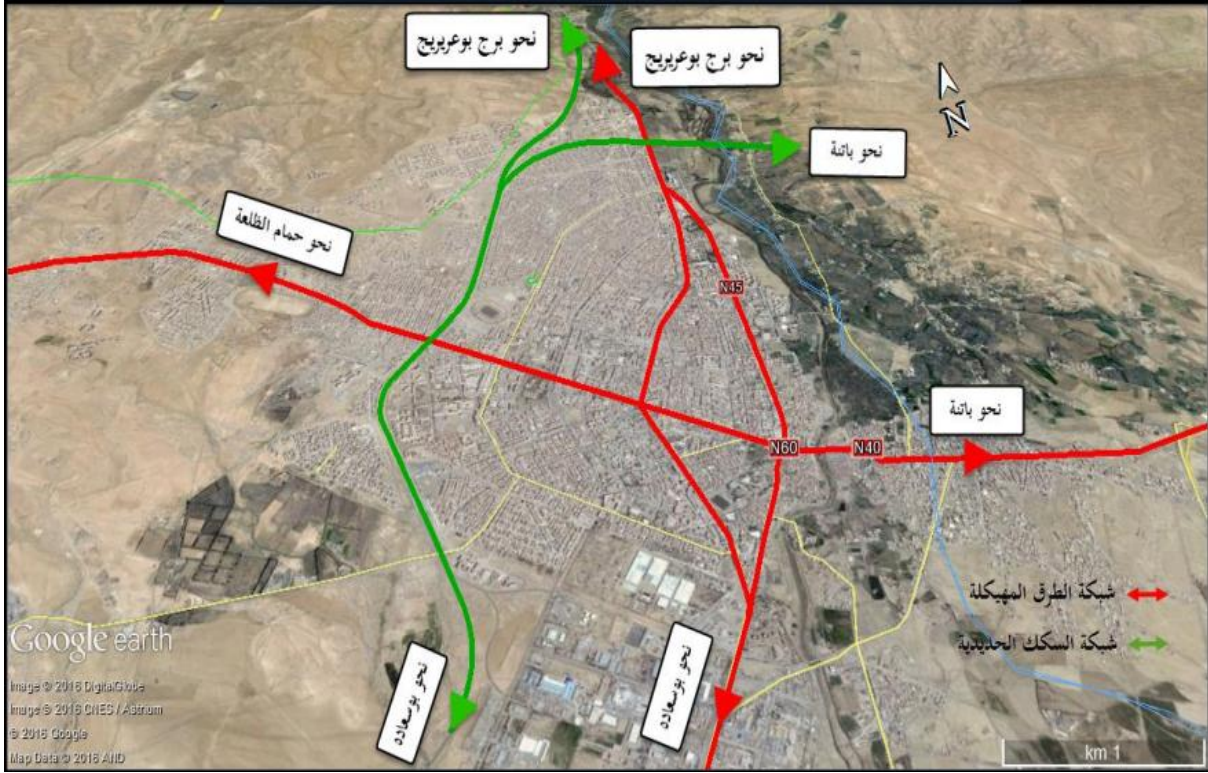 نحو برج بوعريريج
نحو برج بوعريريج
N
نحو باتنة
نحو حمام الظلعة
N45
نحو باتنة
N60
N40
شبكة الطرق المهيكلة
شبكة السكك الحديدية
نحو بوسعادة
نحو بوسعادة
Google earth
Image © 2016 DigitalGlobe
Image © 2016 CNES / Astrium
© 2016 Google
Map Data © 2016 AND
km 1